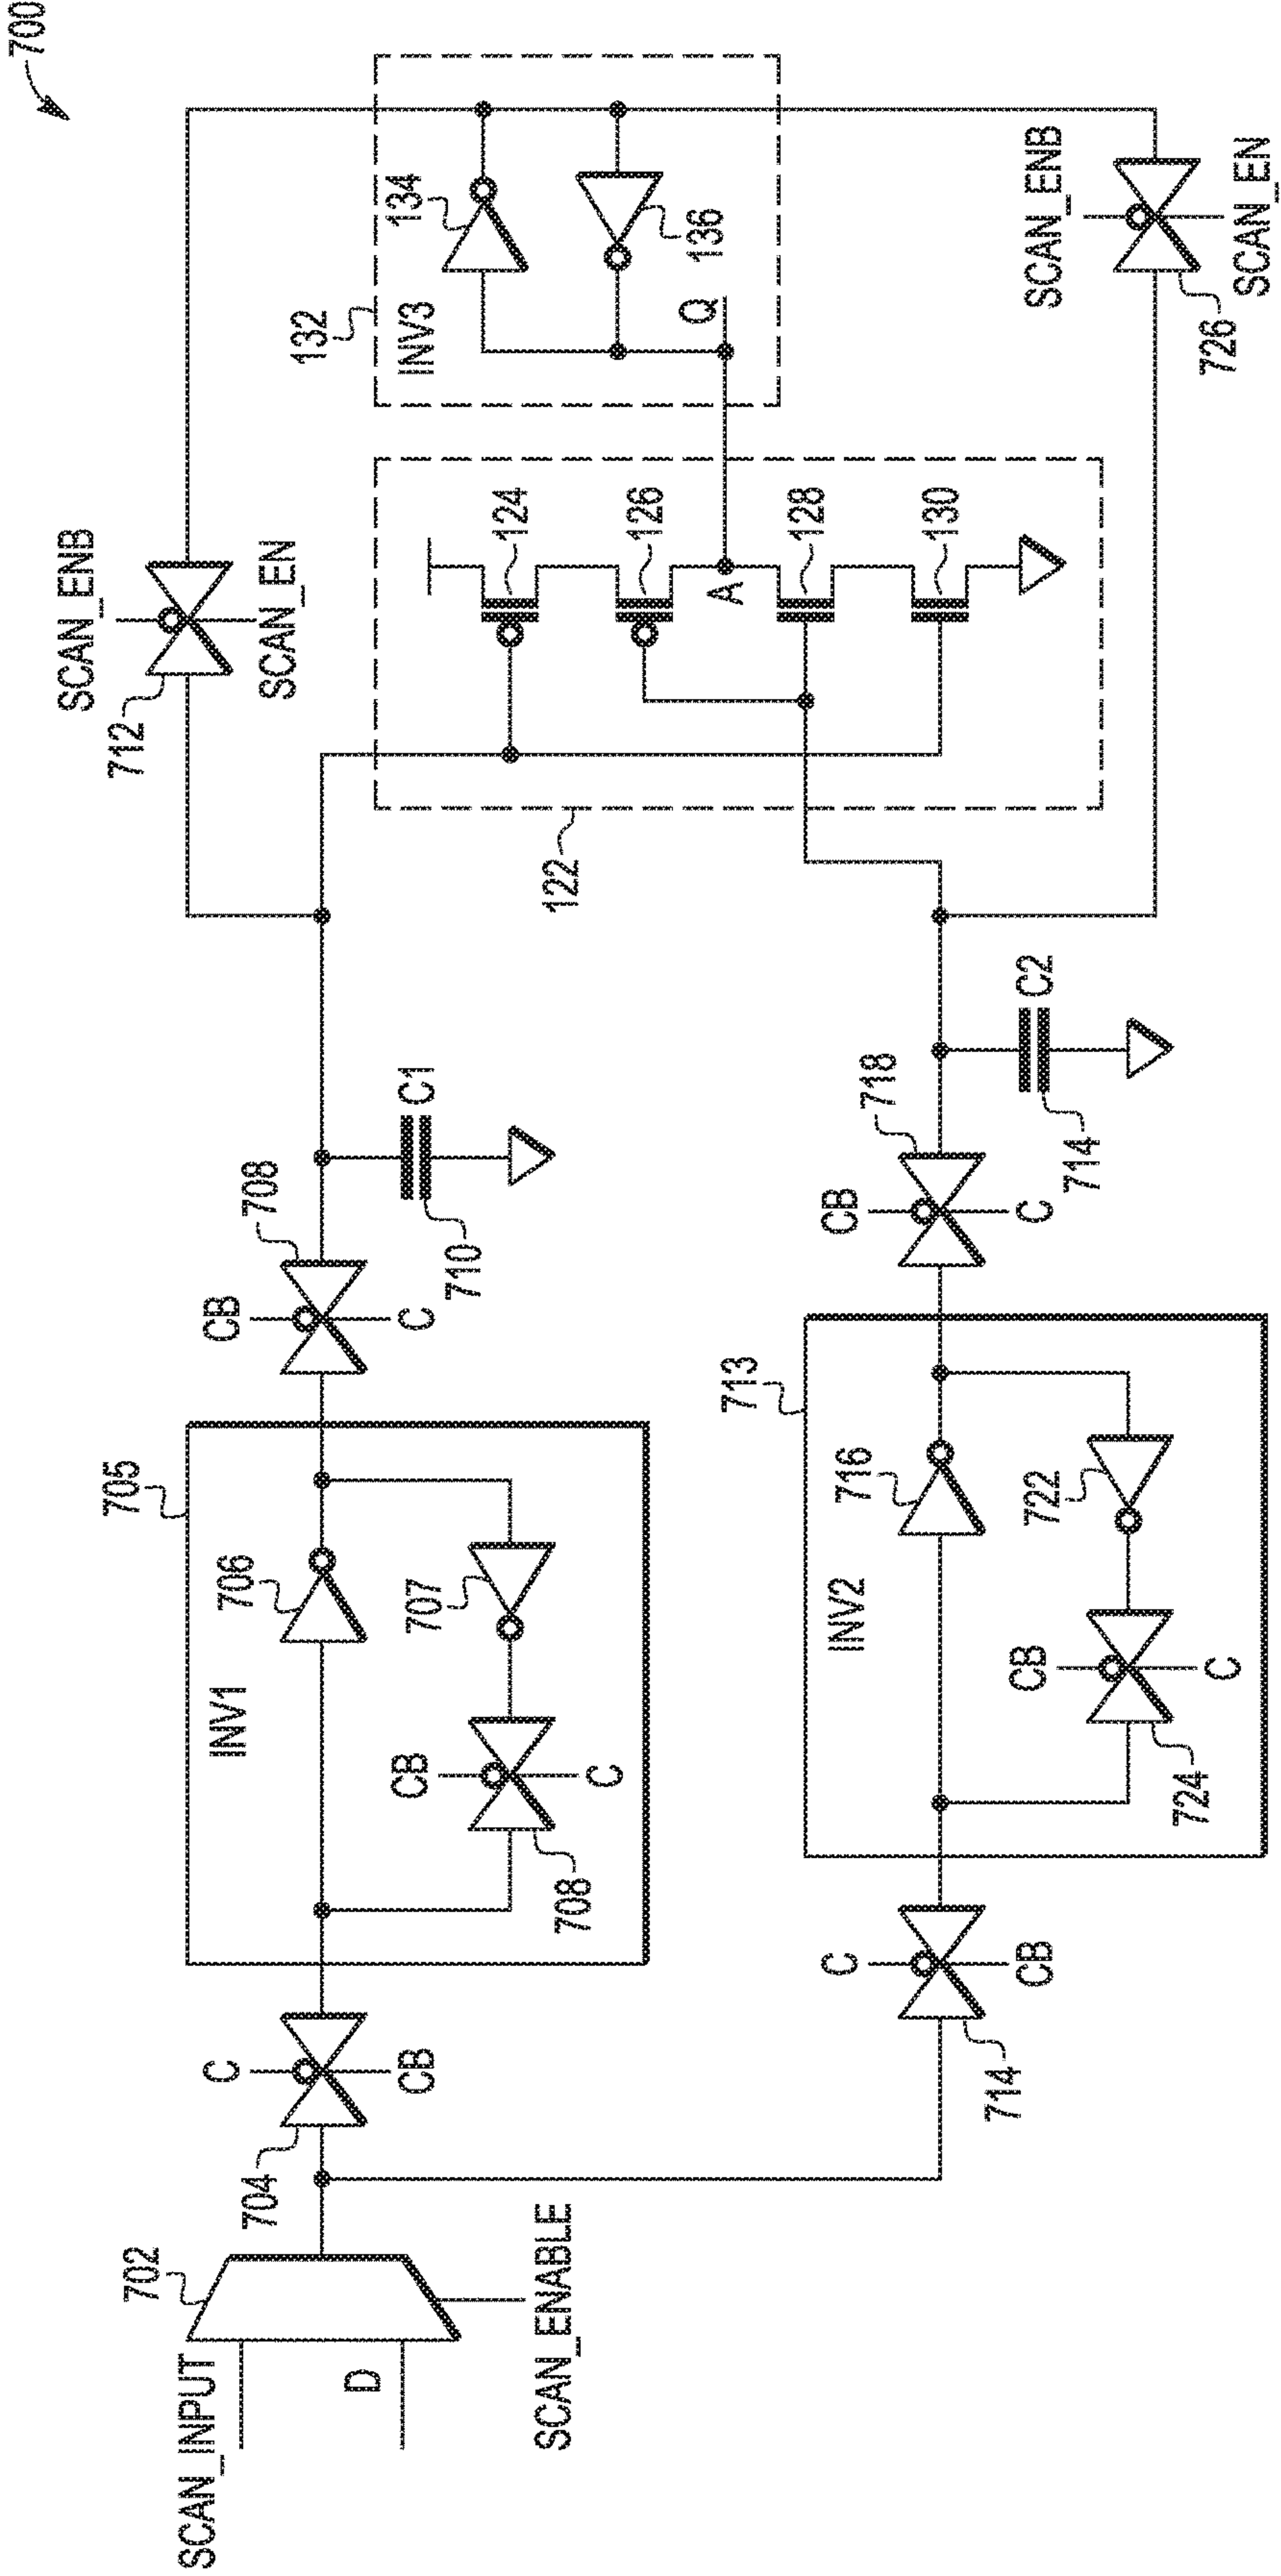 700
SCAN_INPUT
D
702
SCAN_ENABLE
704
C
CB
705
INV1
706
707
CB
C
708
CB
C
708
C1
710
SCAN_ENB
SCAN_EN
712
714
C
CB
713
INV2
716
722
CB
C
724
CB
C
718
C2
714
122
124
126
A
128
130
132
INV3
134
136
Q
SCAN_ENB
SCAN_EN
726